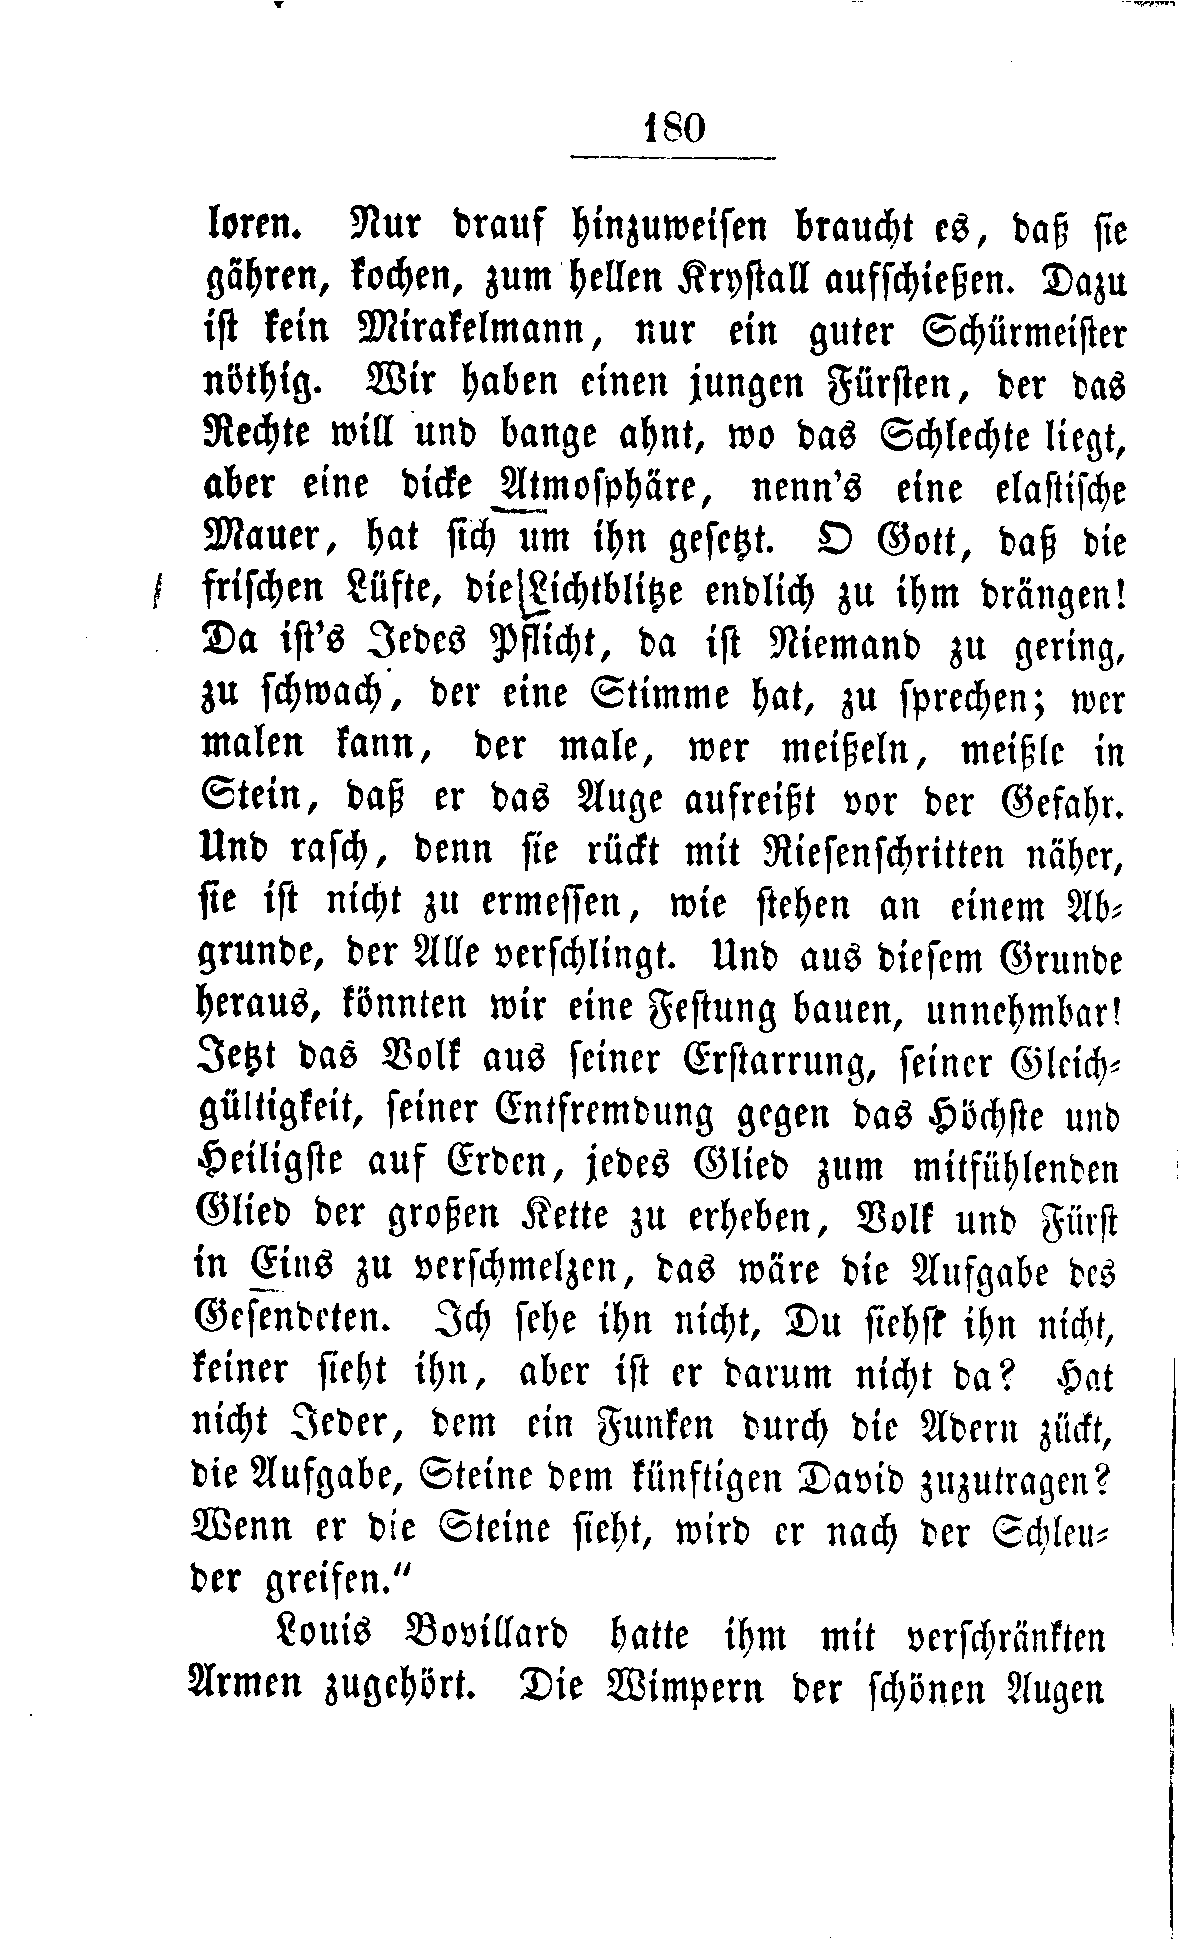 180
loren. Nur drauf hinzuweisen braucht es, daß sie
gähren, kochen, zum hellen Krystall aufschießen. Dazu
ist kein Mirakelmann, nur ein guter Schürmeister
nöthig. Wir haben einen jungen Fürsten, der das
Rechte will und bange ahnt, wo das Schlechte liegt,
aber eine dicke Atmosphäre, nenn's eine elastische
Mauer, hat sich um ihn gesetzt. O Gott, daß die
frischen Lüfte, die Lichtblitze endlich zu ihm drängen!
Da ist's Jedes Pflicht, da ist Niemand zu gering,
zu schwach, der eine Stimme hat, zu sprechen; wer
malen kann, der male, wer meißeln, meißle in
Stein, daß er das Auge aufreißt vor der Gefahr.
Und rasch, denn sie rückt mit Riesenschritten näher,
sie ist nicht zu ermessen, wie stehen an einem Ab-
grunde, der Alle verschlingt. Und aus diesem Grunde
heraus, könnten wir eine Festung bauen, unnehmbar!
Jetzt das Volk aus seiner Erstarrung, seiner Gleich-
gültigkeit, seiner Entfremdung gegen das Höchste und
Heiligste auf Erden, jedes Glied zum mitfühlenden
Glied der großen Kette zu erheben, Volk und Fürst
in Eins zu verschmelzen, das wäre die Aufgabe des
Gesendeten. Ich sehe ihn nicht, Du siehst ihn nicht,
keiner sieht ihn, aber ist er darum nicht da? Hat
nicht Jeder, dem ein Funken durch die Adern zückt,
die Aufgabe, Steine dem künftigen David zuzutragen?
Wenn er die Steine sieht, wird er nach der Schleu-
der greifen."
Louis Bovillard hatte ihm mit verschränkten
Armen zugehört. Die Wimpern der schönen Augen